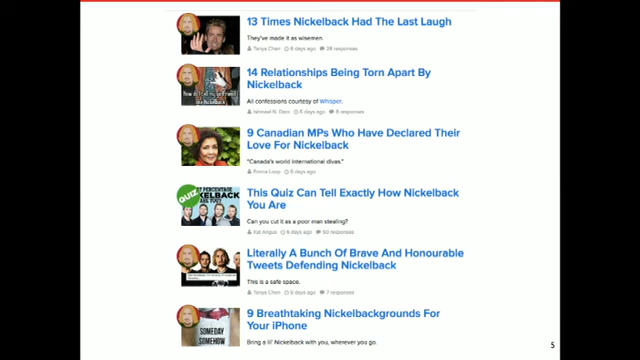 13 Times Nickelback Had The Last Laugh
They've made it as wisemen.
Tanya Chen 6 days ago 28 responses
14 Relationships Being Torn Apart By
Nickelback
All confessions courtesy of Whisper.
Ishmael N. Daro 6 days ago 8 responses
9 Canadian MPs Who Have Declared Their
Love For Nickelback
"Canada's world international divas."
Emma Loop 6 days ago
QUIZ
This Quiz Can Tell Exactly How Nickelback
You Are
Can you cut it as a poor man stealing?
Kat Angus 6 days ago 50 responses
Literally A Bunch Of Brave And Honourable
Tweets Defending Nickelback
This is a safe space.
Tanya Chen 6 days ago 7 responses
SOMEDAY
SOMEHOW
9 Breathtaking Nickelbackgrounds For
Your iPhone
Bring a lil' Nickelback with you, wherever you go.
5